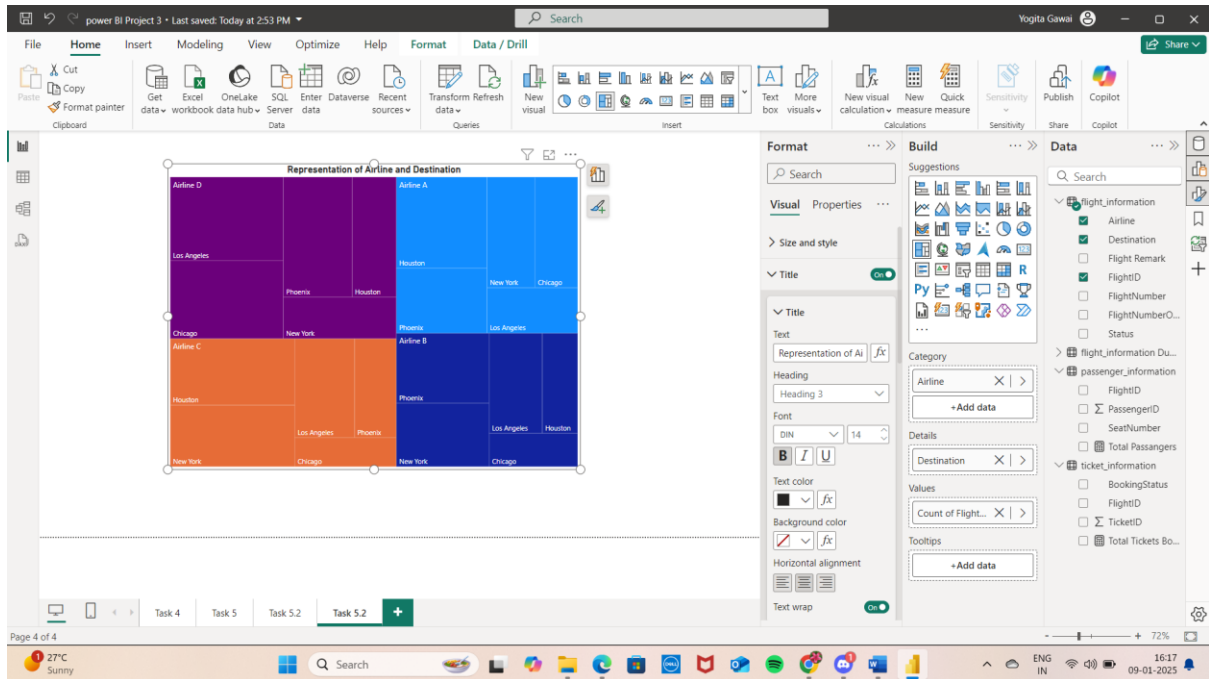 power BI Project 3 • Last saved: Today at 2:53 PM
Search
Yogita Gawai
File Home Insert Modeling View Optimize Help Format Data / Drill
Share
Paste
Cut
Copy
Format painter
Get data
Excel workbook
OneLake data hub
SQL Server
Enter data
Dataverse
Recent sources
Transform data
Refresh
New visual
Text box
More visuals
New visual calculation
New measure
Quick measure
Sensitivity
Publish
Copilot
Clipboard
Data
Queries
Insert
Calculations
Sensitivity
Share
Copilot
Representation of Airline and Destination
Airline D
Los Angeles
Chicago
Phoenix
Houston
New York
Airline A
Houston
Phoenix
New York
Chicago
Los Angeles
Airline C
Houston
New York
Los Angeles
Phoenix
Chicago
Airline B
Phoenix
New York
Los Angeles
Houston
Chicago
Format
Search
Visual Properties
Size and style
Title
On
Title
Text
Representation of Ai
fx
Heading
Heading 3
Font
DIN
14
B I U
Text color
fx
Background color
fx
Horizontal alignment
Text wrap
On
Build
Suggestions
123
R
Py
...
Category
Airline
+Add data
Details
Destination
Values
Count of Flight...
Tooltips
+Add data
Data
Search
flight_information
Airline
Destination
Flight Remark
FlightID
FlightNumber
FlightNumberO...
Status
flight_information Du...
passenger_information
FlightID
PassengerID
SeatNumber
Total Passangers
ticket_information
BookingStatus
FlightID
TicketID
Total Tickets Bo...
Task 4
Task 5
Task 5.2
Task 5.2
+
Page 4 of 4
- + 72%
1
27°C
Sunny
Search
ENG
IN
16:17
09-01-2025